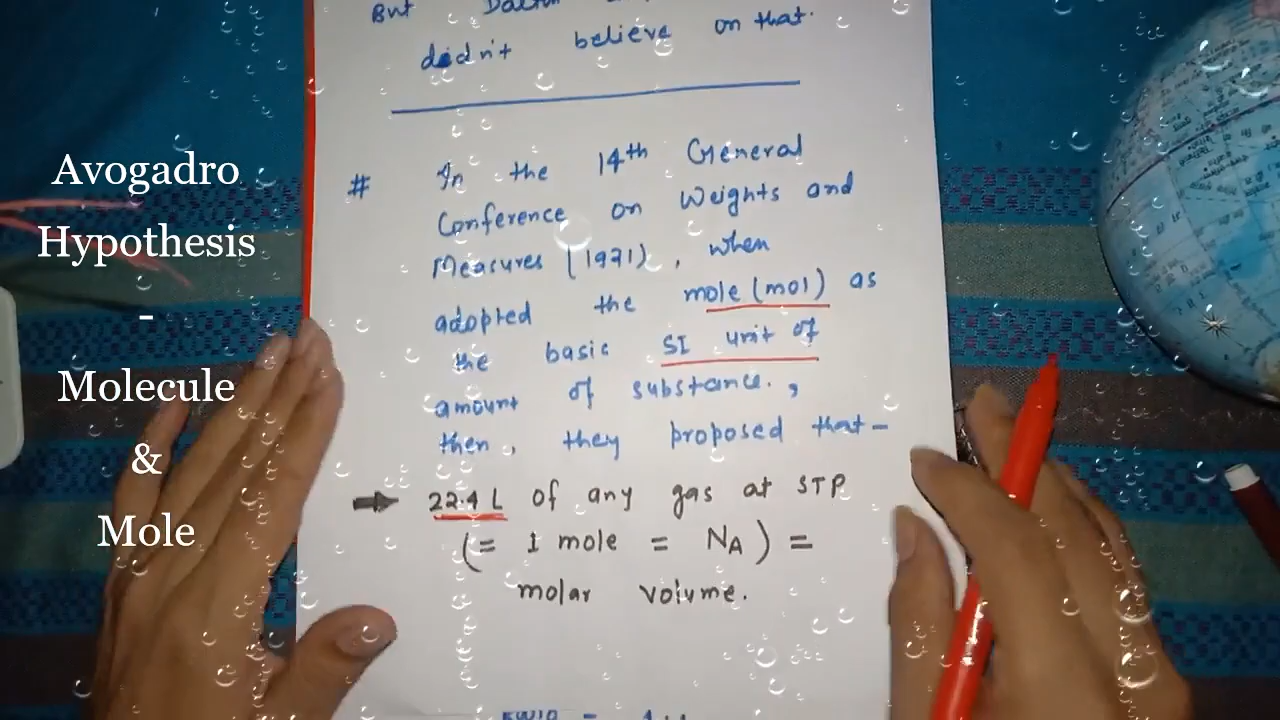 But
didn't believe on that.
# In the 14th General
Conference on Weights and
Measures (1971), when
adopted the mole (mol) as
the basic SI unit of
amount of substance.,
then, they proposed that -
➡ 22.4 L of any gas at STP
(= 1 mole = NA) =
molar volume.
Avogadro
Hypothesis
-
Molecule
&
Mole